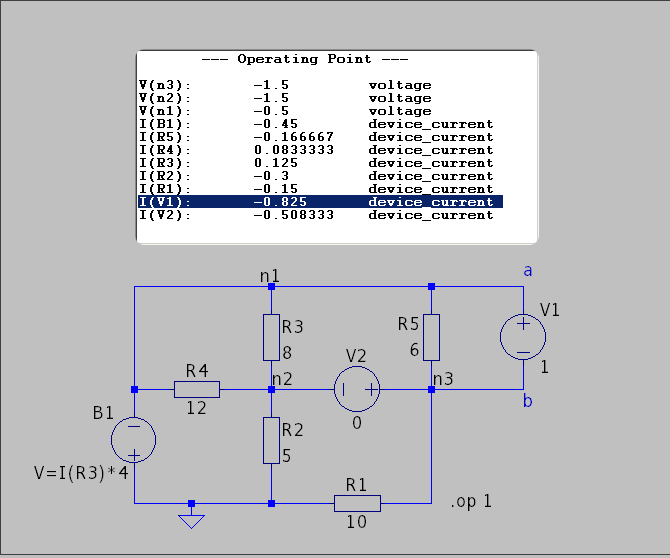 --- Operating Point ---
V(n3): -1.5 voltage
V(n2): -1.5 voltage
V(n1): -0.5 voltage
I(B1): -0.45 device_current
I(R5): -0.166667 device_current
I(R4): 0.0833333 device_current
I(R3): 0.125 device_current
I(R2): -0.3 device_current
I(R1): -0.15 device_current
I(V1): -0.825 device_current
I(V2): -0.508333 device_current
a
n1
V1
R5
R3
6
8
V2
1
R4
n2
n3
b
12
B1
0
R2
5
V=I(R3)*4
R1
.op 1
10